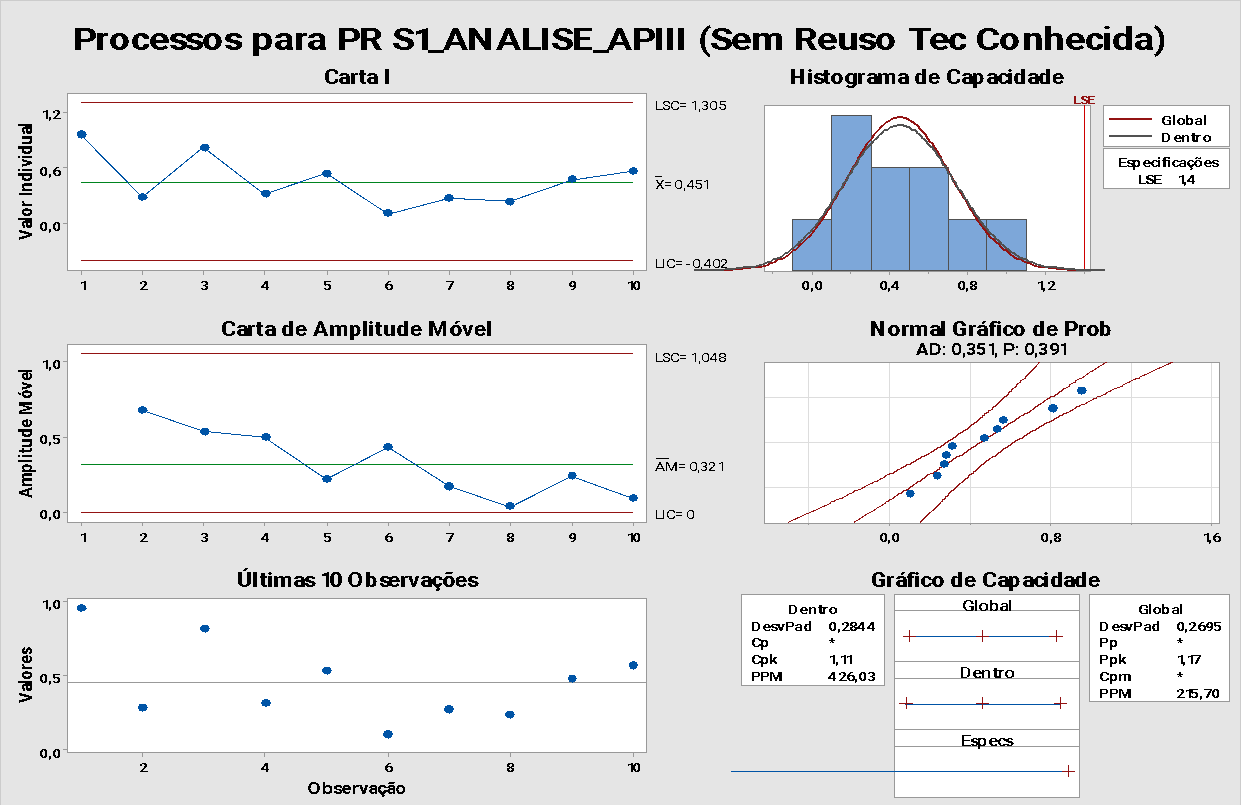 Processos para PR S1_ANALISE_APIII (Sem Reuso Tec Conhecida)
Carta I
Valor Individual
1,2
0,6
0,0
1 2 3 4 5 6 7 8 9 10
LSC= 1,305
X= 0,451
LIC= -0,402
Histograma de Capacidade
LSE
0,0 0,4 0,8 1,2
Global
Dentro
Especificações
LSE 1,4
Carta de Amplitude Móvel
Amplitude Móvel
1,0
0,5
0,0
1 2 3 4 5 6 7 8 9 10
LSC= 1,048
AM= 0,321
LIC= 0
Normal Gráfico de Prob
AD: 0,351, P: 0,391
0,0 0,8 1,6
Últimas 10 Observações
Valores
1,0
0,5
0,0
2 4 6 8 10
Observação
Gráfico de Capacidade
Dentro
DesvPad 0,2844
Cp *
Cpk 1,11
PPM 426,03
Global
Dentro
Especs
Global
DesvPad 0,2695
Pp *
Ppk 1,17
Cpm *
PPM 215,70